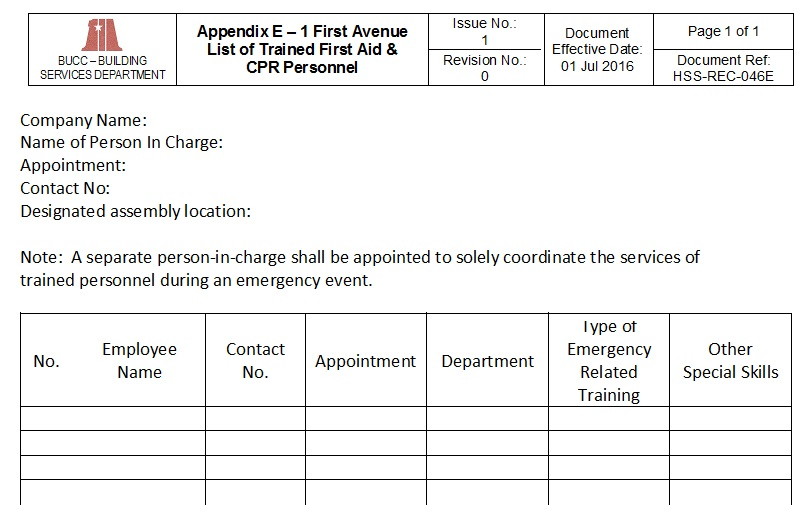 BUCC – BUILDING
SERVICES DEPARTMENT
Appendix E – 1 First Avenue
List of Trained First Aid &
CPR Personnel
Issue No.:
1
Revision No.:
0
Document
Effective Date:
01 Jul 2016
Page 1 of 1
Document Ref:
HSS-REC-046E
Company Name:
Name of Person In Charge:
Appointment:
Contact No:
Designated assembly location:
Note: A separate person-in-charge shall be appointed to solely coordinate the services of
trained personnel during an emergency event.
No.
Employee
Name
Contact
No.
Appointment
Department
Type of
Emergency
Related
Training
Other
Special Skills